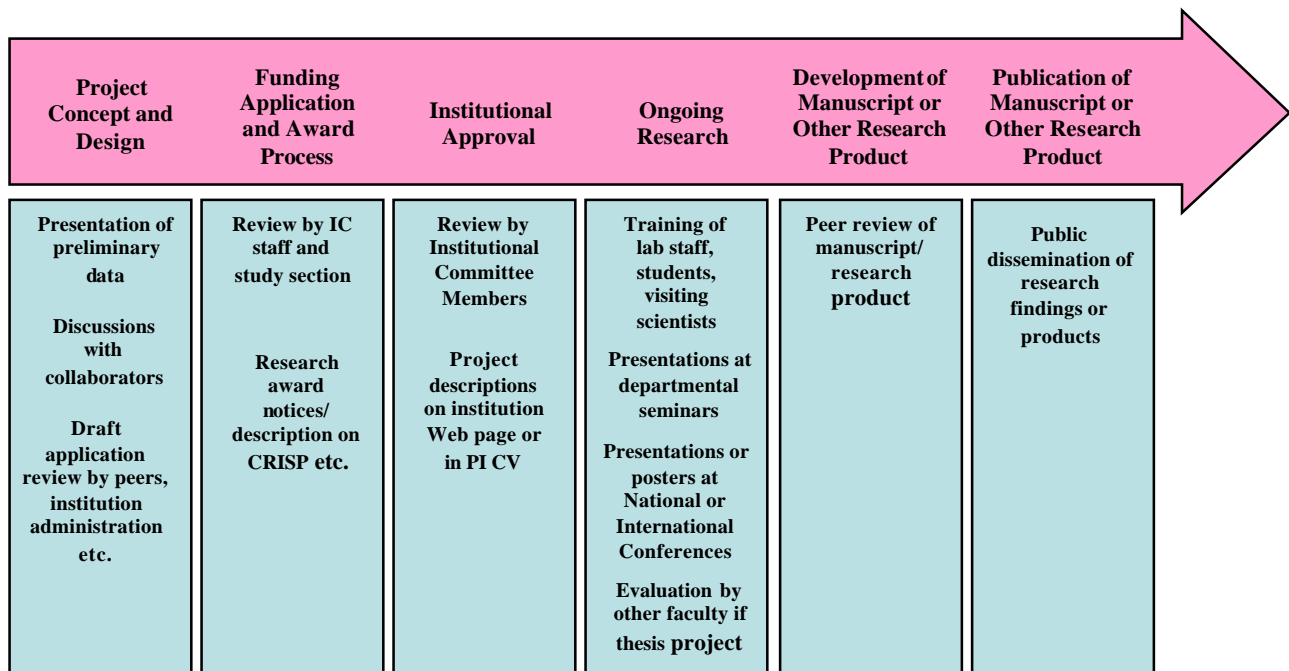 Project
Concept and
Design
Funding
Application
and Award
Process
Institutional
Approval
Ongoing
Research
Development of
Manuscript or
Other Research
Product
Publication of
Manuscript or
Other Research
Product
Presentation of
preliminary
data
Discussions
with
collaborators
Draft
application
review by peers,
institution
administration
etc.
Review by IC
staff and
study section
Research
award
notices/
description on
CRISP etc.
Review by
Institutional
Committee
Members
Project
descriptions
on institution
Web page or
in PI CV
Training of
lab staff,
students,
visiting
scientists
Presentations at
departmental
seminars
Presentations or
posters at
National or
International
Conferences
Evaluation by
other faculty if
thesis project
Peer review of
manuscript/
research
product
Public
dissemination of
research
findings or
products